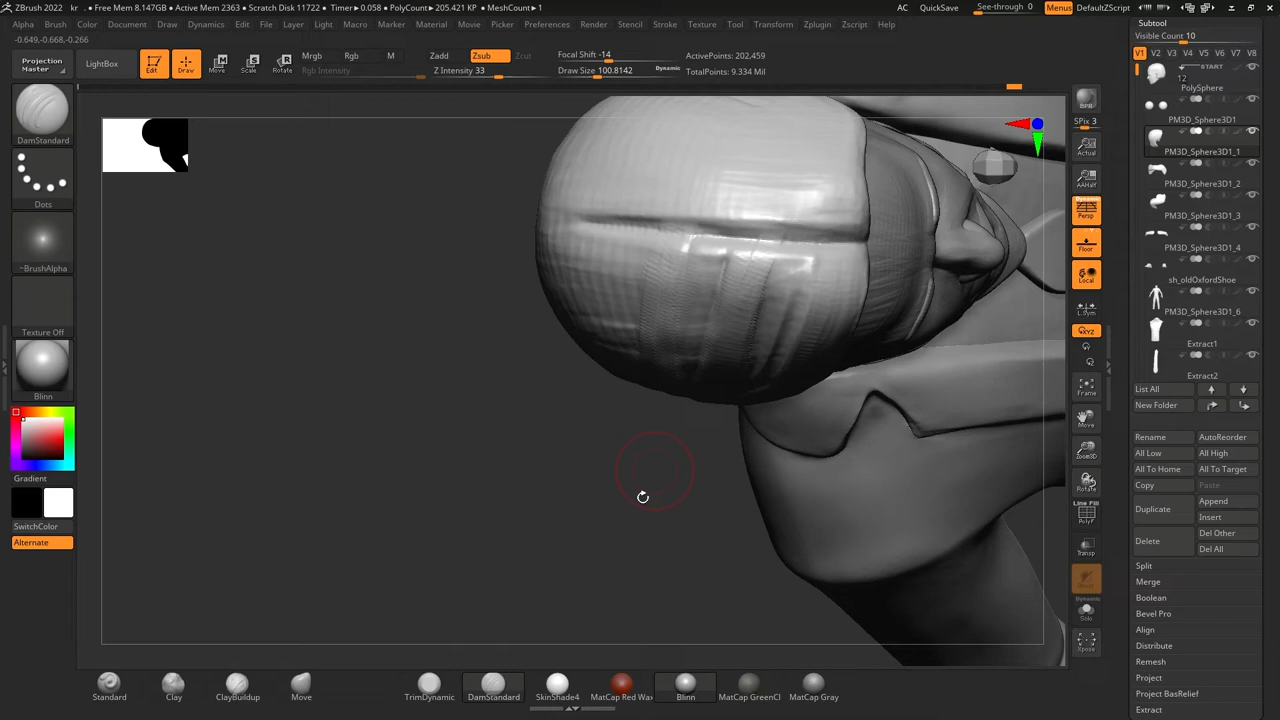 ZBrush 2022 kr • Free Mem 8.147GB • Active Mem 2363 • Scratch Disk 11722 • Timer▸0.058 • PolyCount▸205.421 KP • MeshCount▸1 AC QuickSave See-through 0 Menus DefaultZScript
Alpha Brush Color Document Draw Dynamics Edit File Layer Light Macro Marker Material Movie Picker Preferences Render Stencil Stroke Texture Tool Transform Zplugin Zscript Help
-0.649,-0.668,-0.266
Projection Master
LightBox
Edit
Draw
Move
Scale
Rotate
Mrgb Rgb M
Rgb Intensity
Zadd Zsub Zcut
Z Intensity 33
Focal Shift -14
Draw Size 100.8142
Dynamic
ActivePoints: 202.459
TotalPoints: 9.334 Mil
DamStandard
Dots
~BrushAlpha
Texture Off
Blinn
Gradient
SwitchColor
Alternate
BPR
SPix 3
Actual
AAHalf
Dynamic
Persp
Floor
Local
L.Sym
XYZ
Frame
Move
Zoom3D
Rotate
Line Fill
PolyF
Transp
Dynamic
Solo
Xpose
Subtool
Visible Count 10
V1 V2 V3 V4 V5 V6 V7 V8
START
12
PolySphere
PM3D_Sphere3D1
PM3D_Sphere3D1_1
PM3D_Sphere3D1_2
PM3D_Sphere3D1_3
PM3D_Sphere3D1_4
sh_oldOxfordShoe
PM3D_Sphere3D1_6
Extract1
Extract2
List All
New Folder
Rename AutoReorder
All Low All High
All To Home All To Target
Copy Paste
Duplicate Append
Insert
Delete Del Other
Del All
Split
Merge
Boolean
Bevel Pro
Align
Distribute
Remesh
Project
Project BasRelief
Extract
Standard Clay ClayBuildup Move TrimDynamic DamStandard SkinShade4 MatCap Red Wax Blinn MatCap GreenCl MatCap Gray